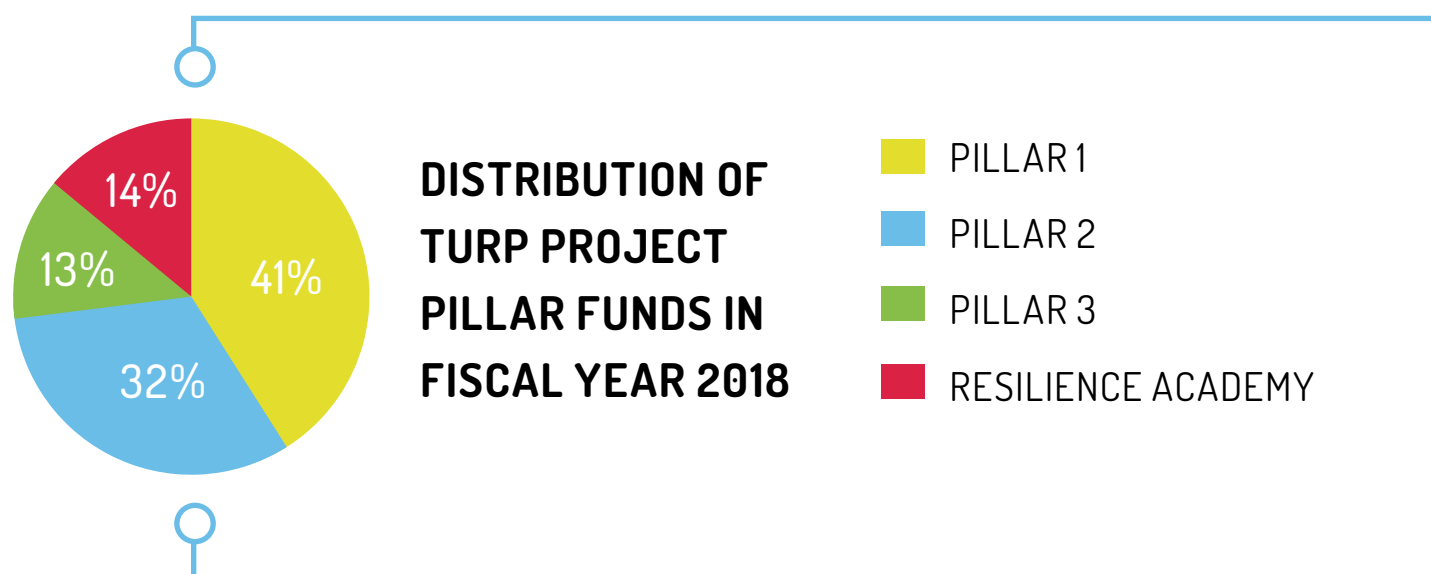 14%
13%
41%
32%
DISTRIBUTION OF
TURP PROJECT
PILLAR FUNDS IN
FISCAL YEAR 2018
PILLAR 1
PILLAR 2
PILLAR 3
RESILIENCE ACADEMY